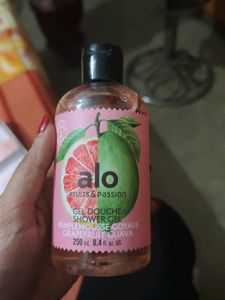 alo
FRUITS & PASSION
GEL DOUCHE
SHOWER GEL
PAMPLEMOUSSE GOYAVE
GRAPEFRUIT GUAVA
250 mL 8.4 fl. oz. US